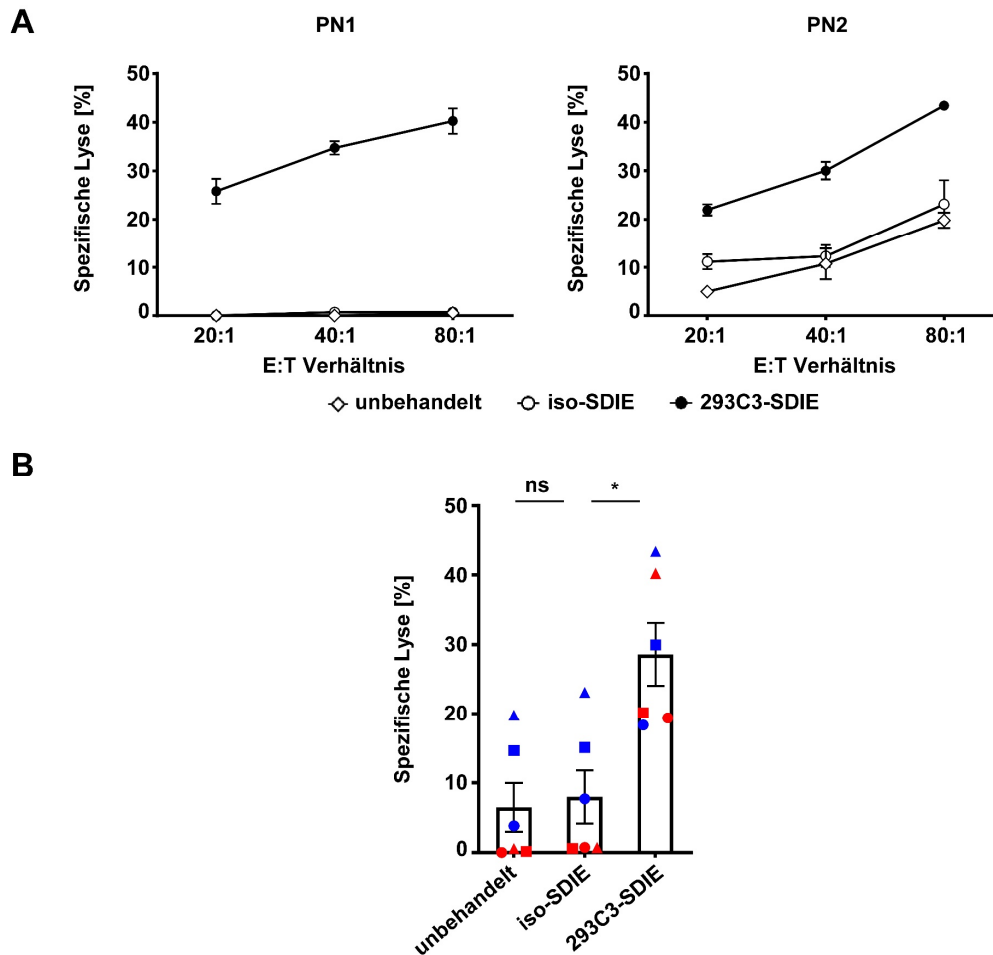 A
PN1
PN2
Spezifische Lyse [%]
50
40
30
20
10
0
20:1
40:1
80:1
E:T Verhältnis
Spezifische Lyse [%]
50
40
30
20
10
0
20:1
40:1
80:1
E:T Verhältnis
unbehandelt iso-SDIE 293C3-SDIE
B
ns *
Spezifische Lyse [%]
50
40
30
20
10
0
unbehandelt
iso-SDIE
293C3-SDIE